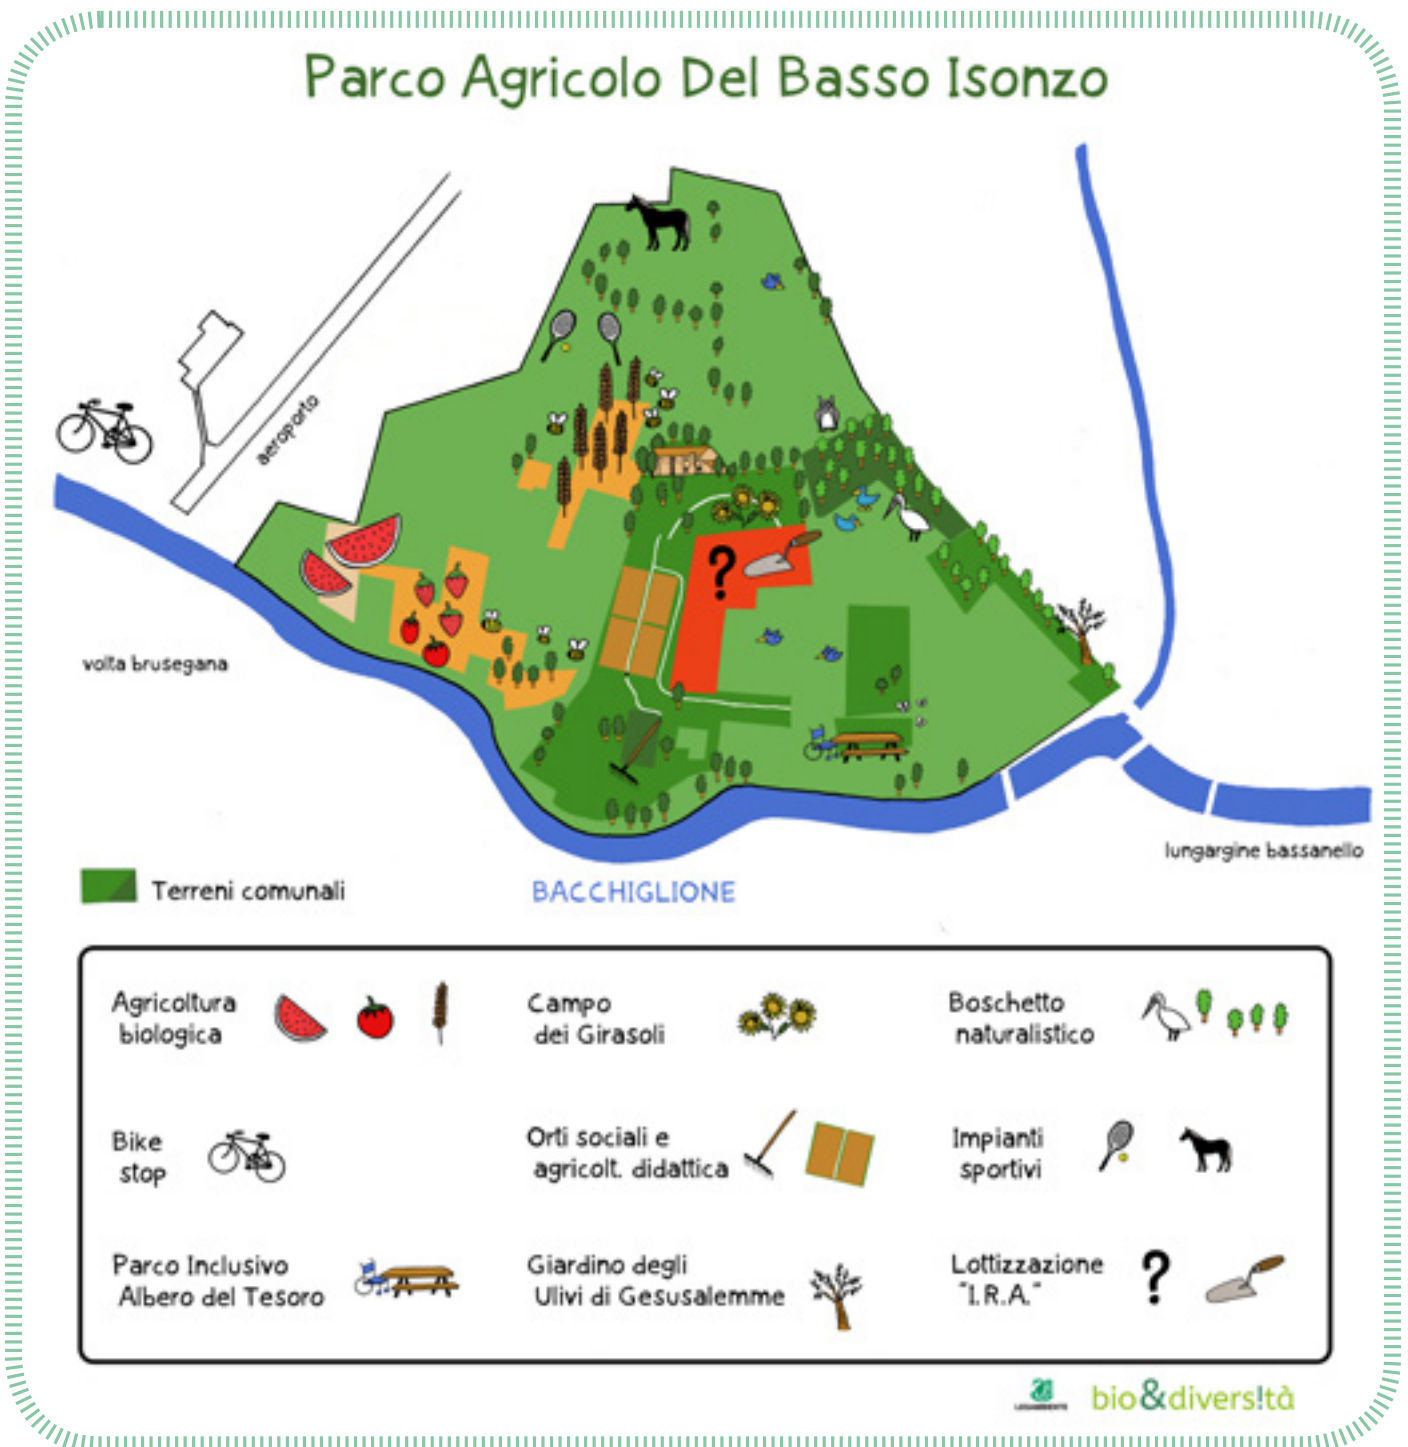 Parco Agricolo Del Basso Isonzo
aeroporto
volta brusegana
lungargine bassanello
Terreni comunali
BACCHIGLIONE
?
Agricoltura
biologica
Campo
dei Girasoli
Boschetto
naturalistico
Bike
stop
Orti sociali e
agricolt. didattica
Impianti
sportivi
Parco Inclusivo
Albero del Tesoro
Giardino degli
Ulivi di Gesusalemme
Lottizzazione
"I.R.A."
?
LEGAMBIENTE
bio&divers!tà